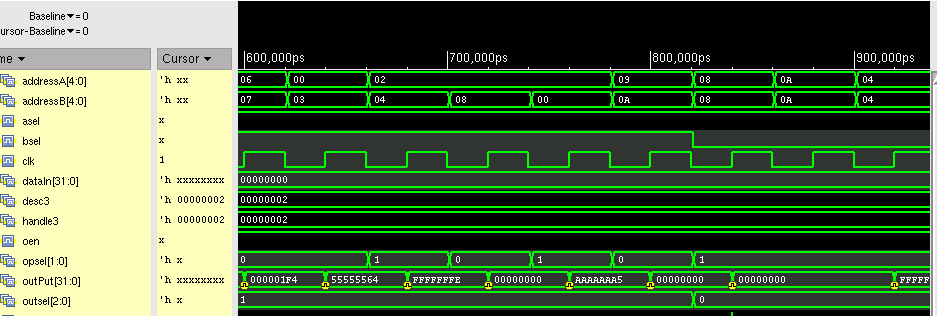 Baseline▼= 0
ursor-Baseline▼= 0
me ▼ Cursor ▼ 600,000ps 700,000ps 800,000ps 900,000ps
addressA[4:0] 'h xx 06 00 02 09 08 0A 04
addressB[4:0] 'h xx 07 03 04 08 00 0A 08 0A 04
asel x
bsel x
clk 1
dataIn[31:0] 'h xxxxxxxx 00000000
desc3 'h 00000002 00000002
handle3 'h 00000002 00000002
oen x
opsel[1:0] 'h x 0 1 0 1 0 1
outPut[31:0] 'h xxxxxxxx 000001F4 55555564 FFFFFFFE 00000000 AAAAAAA5 00000000 00000000 FFFFF
outsel[2:0] 'h x 1 0